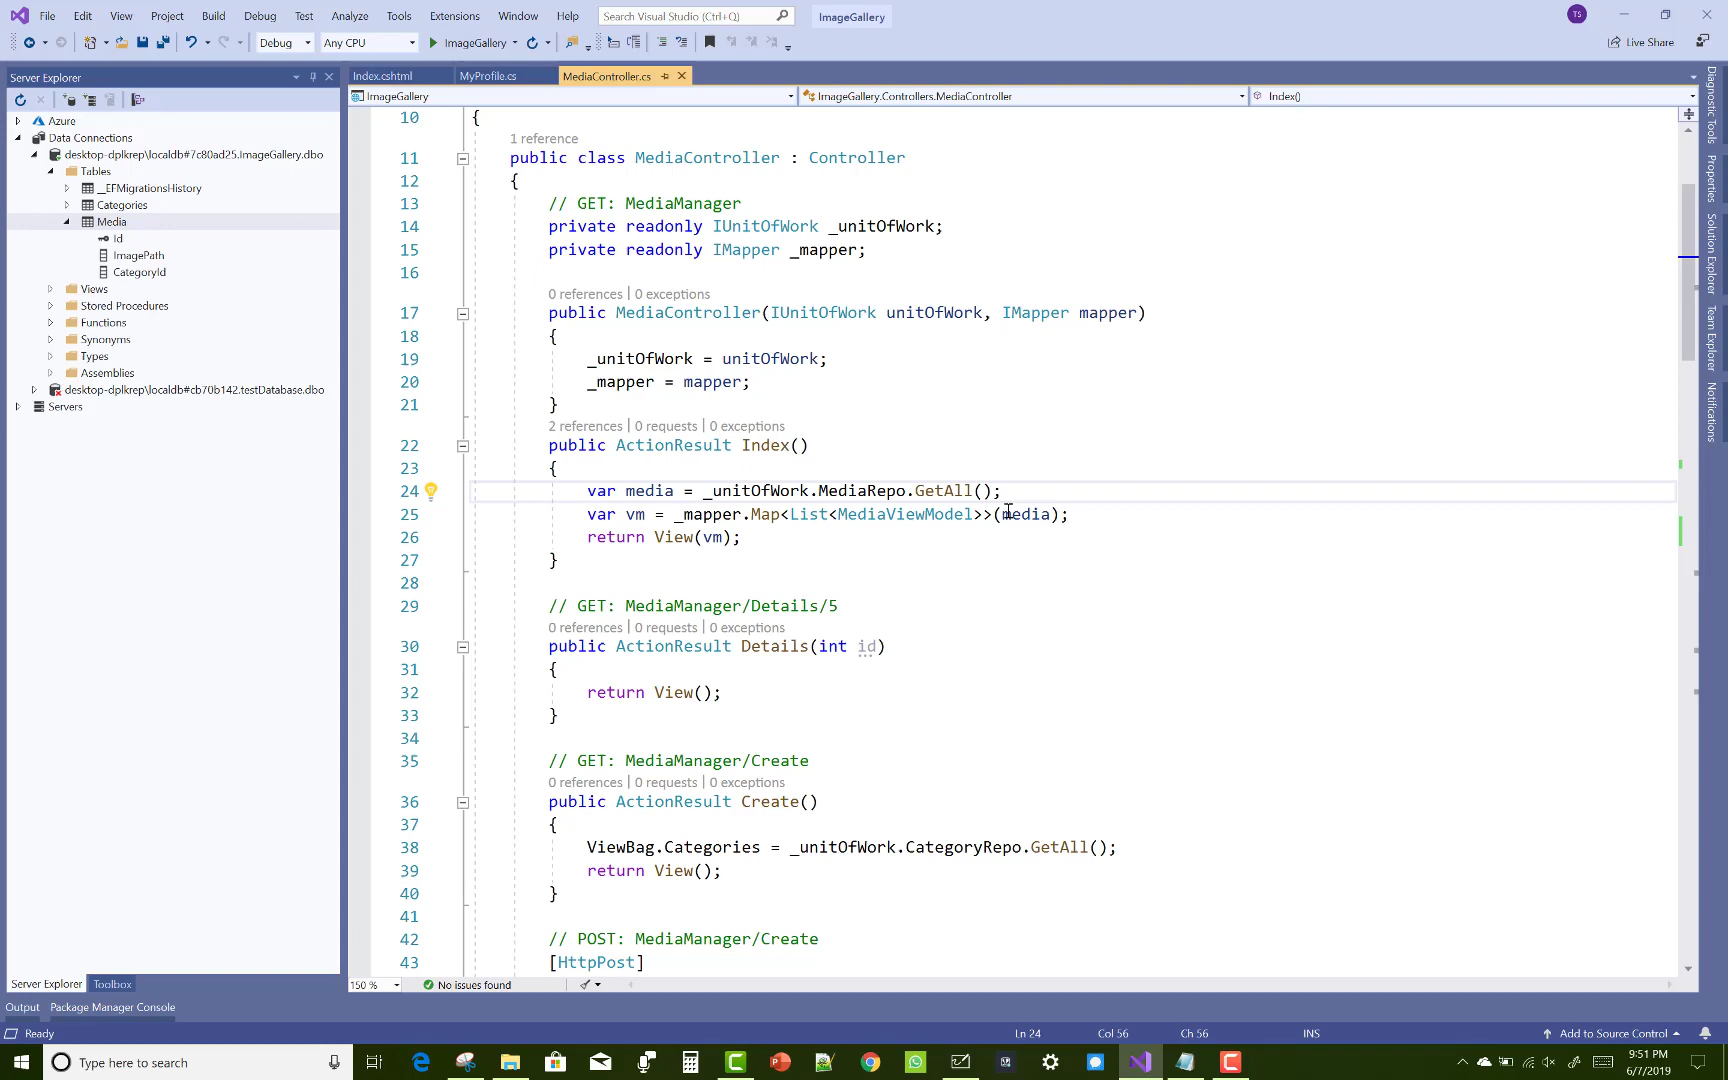 File Edit View Project Build Debug Test Analyze Tools Extensions Window Help Search Visual Studio (Ctrl+Q) ImageGallery TS
Debug Any CPU ImageGallery Live Share
Server Explorer
Index.cshtml MyProfile.cs MediaController.cs
ImageGallery ImageGallery.Controllers.MediaController Index()
Azure
Data Connections
desktop-dplkrep\localdb#7c80ad25.ImageGallery.dbo
Tables
__EFMigrationsHistory
Categories
Media
Id
ImagePath
CategoryId
Views
Stored Procedures
Functions
Synonyms
Types
Assemblies
desktop-dplkrep\localdb#cb70b142.testDatabase.dbo
Servers
Server Explorer Toolbox
10 {
1 reference
11 public class MediaController : Controller
12 {
13 // GET: MediaManager
14 private readonly IUnitOfWork _unitOfWork;
15 private readonly IMapper _mapper;
16
0 references | 0 exceptions
17 public MediaController(IUnitOfWork unitOfWork, IMapper mapper)
18 {
19 _unitOfWork = unitOfWork;
20 _mapper = mapper;
21 }
2 references | 0 requests | 0 exceptions
22 public ActionResult Index()
23 {
24 var media = _unitOfWork.MediaRepo.GetAll();
25 var vm = _mapper.Map<List<MediaViewModel>>(media);
26 return View(vm);
27 }
28
29 // GET: MediaManager/Details/5
0 references | 0 requests | 0 exceptions
30 public ActionResult Details(int id)
31 {
32 return View();
33 }
34
35 // GET: MediaManager/Create
0 references | 0 requests | 0 exceptions
36 public ActionResult Create()
37 {
38 ViewBag.Categories = _unitOfWork.CategoryRepo.GetAll();
39 return View();
40 }
41
42 // POST: MediaManager/Create
43 [HttpPost]
150 % No issues found
Diagnostic Tools
Properties
Solution Explorer
Team Explorer
Notifications
Output Package Manager Console
Ready Ln 24 Col 56 Ch 56 INS Add to Source Control
Type here to search
9:51 PM
6/7/2019